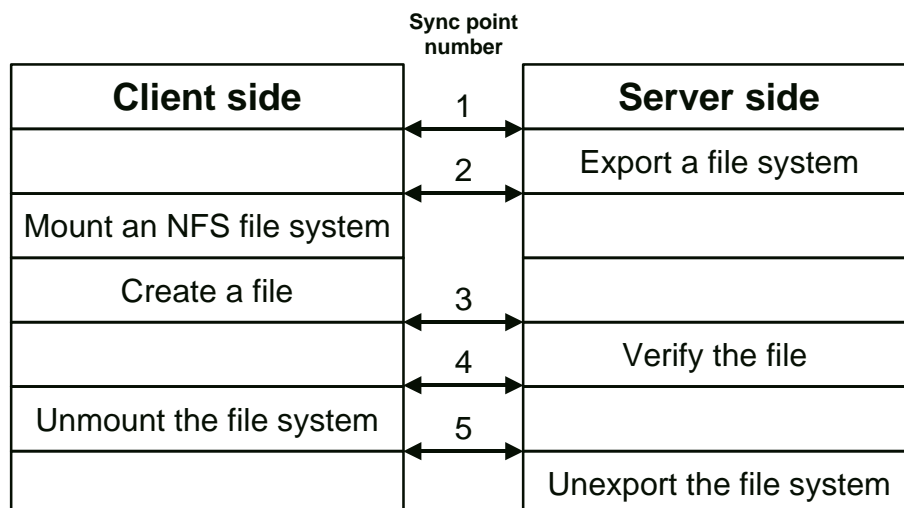 Sync point
number
Client side
1
Server side
2
Export a file system
Mount an NFS file system
Create a file
3
4
Verify the file
Unmount the file system
5
Unexport the file system